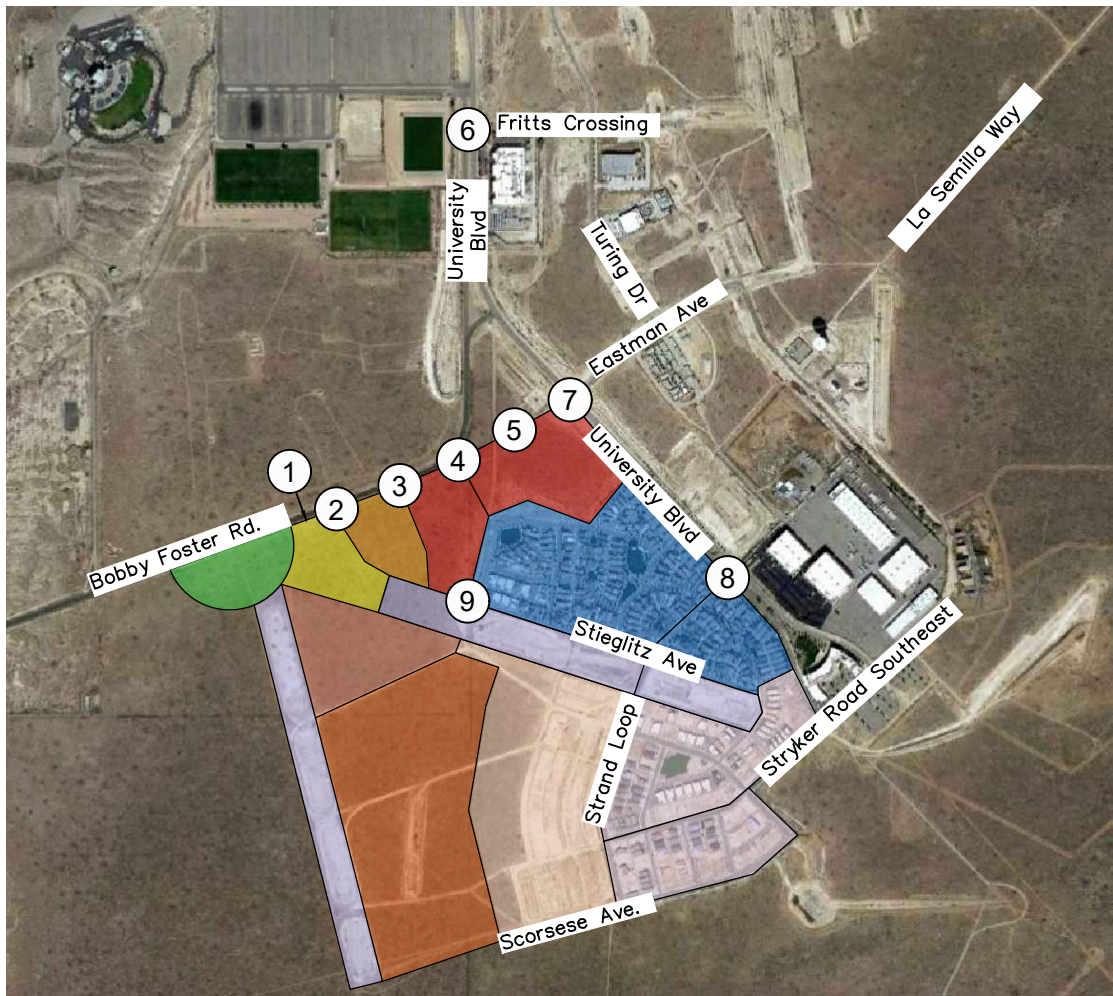 6
Fritts Crossing
La Semilla Way
University
Blvd
Turing Dr
Eastman Ave
7
5
University Blvd
4
1
3
2
Bobby Foster Rd.
8
9
Stieglitz Ave
Stryker Road Southeast
Strand Loop
Scorsese Ave.